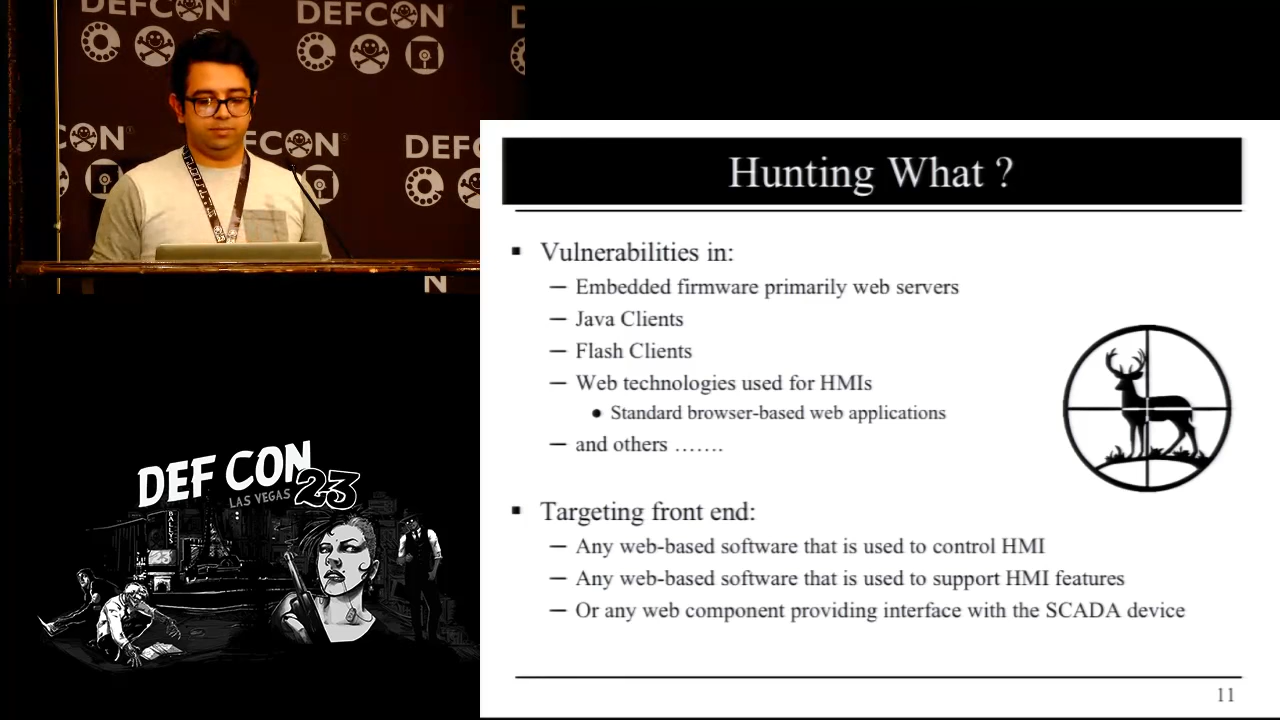 DEFCON
DEFCON
CON
FCON
DEFC
N
Hunting What ?
▪ Vulnerabilities in:
— Embedded firmware primarily web servers
— Java Clients
— Flash Clients
— Web technologies used for HMIs
● Standard browser-based web applications
— and others …….
▪ Targeting front end:
— Any web-based software that is used to control HMI
— Any web-based software that is used to support HMI features
— Or any web component providing interface with the SCADA device
11
DEF CON
LAS VEGAS 23
BALLYS